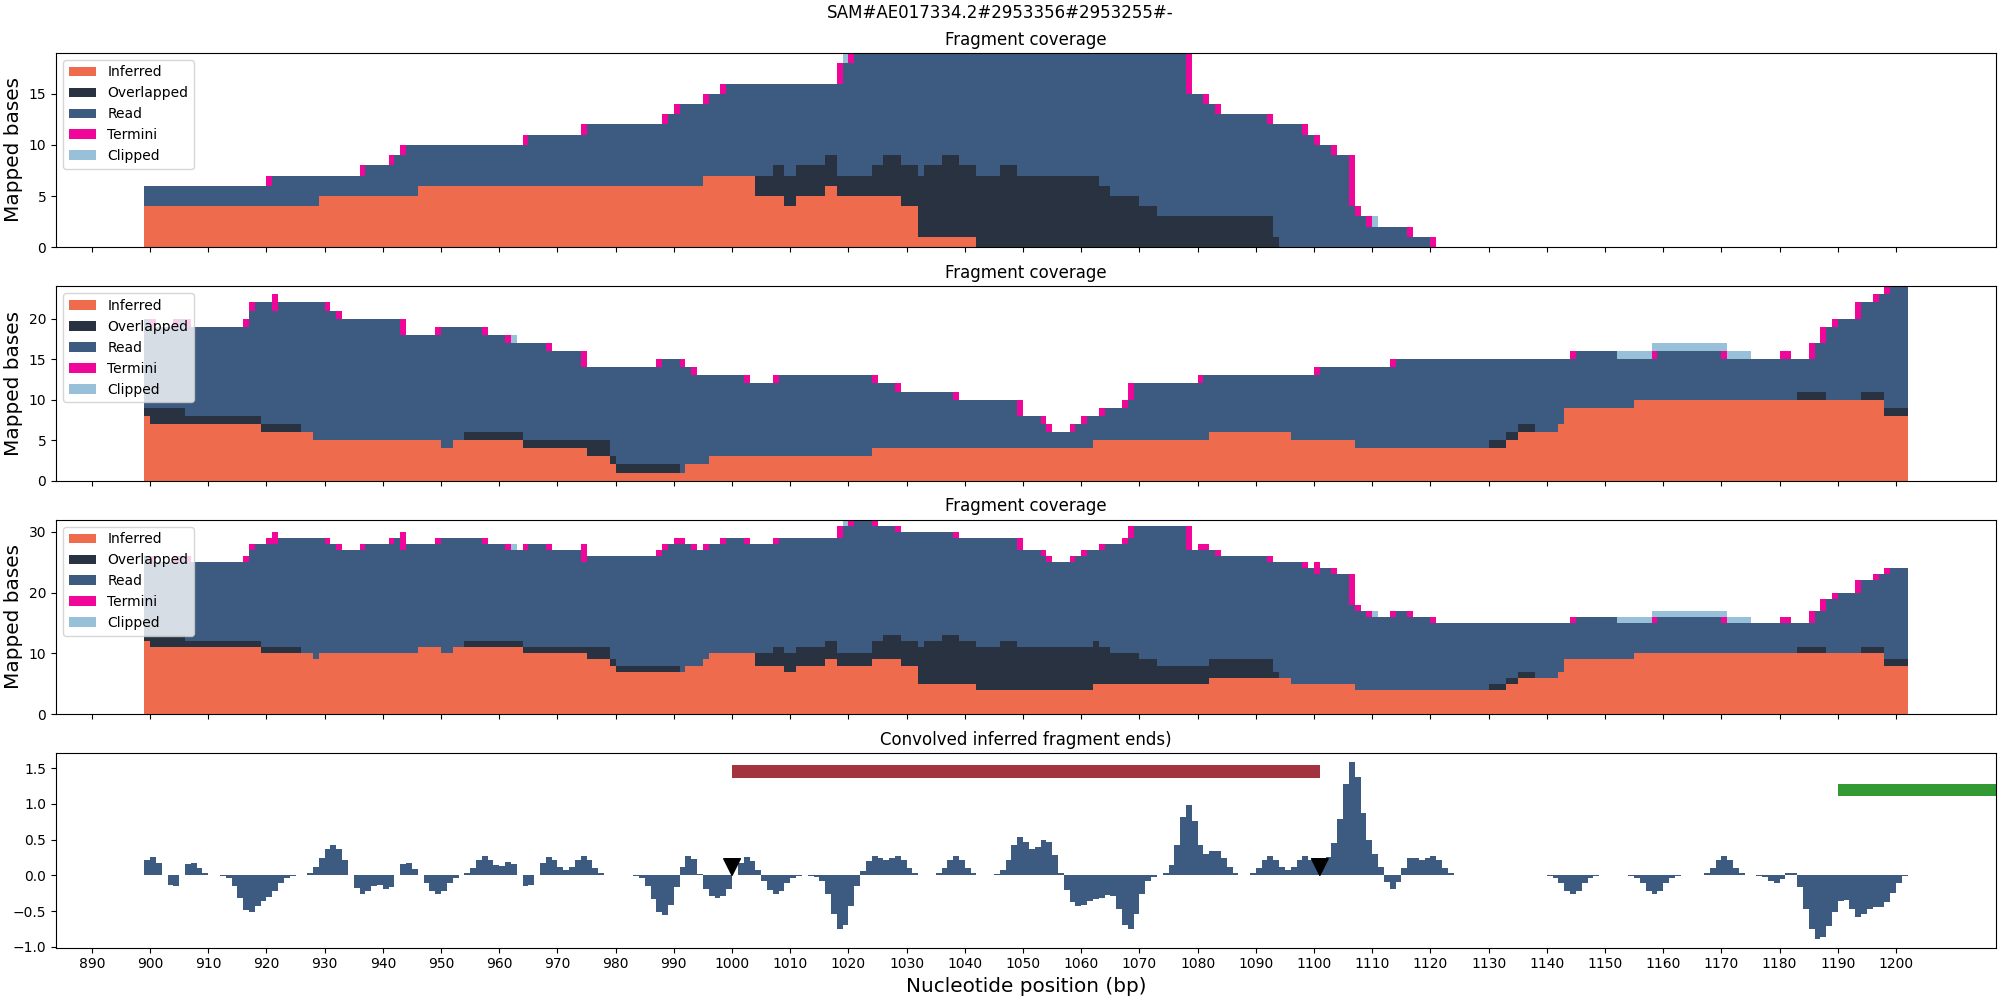 SAM#AE017334.2#2953356#2953255#-
Fragment coverage
Mapped bases
15
10
5
0
Inferred
Overlapped
Read
Termini
Clipped
Fragment coverage
Mapped bases
20
15
10
5
0
Inferred
Overlapped
Read
Termini
Clipped
Fragment coverage
Mapped bases
30
20
10
0
Inferred
Overlapped
Read
Termini
Clipped
Convolved inferred fragment ends)
1.5
1.0
0.5
0.0
−0.5
−1.0
890 900 910 920 930 940 950 960 970 980 990 1000 1010 1020 1030 1040 1050 1060 1070 1080 1090 1100 1110 1120 1130 1140 1150 1160 1170 1180 1190 1200
Nucleotide position (bp)